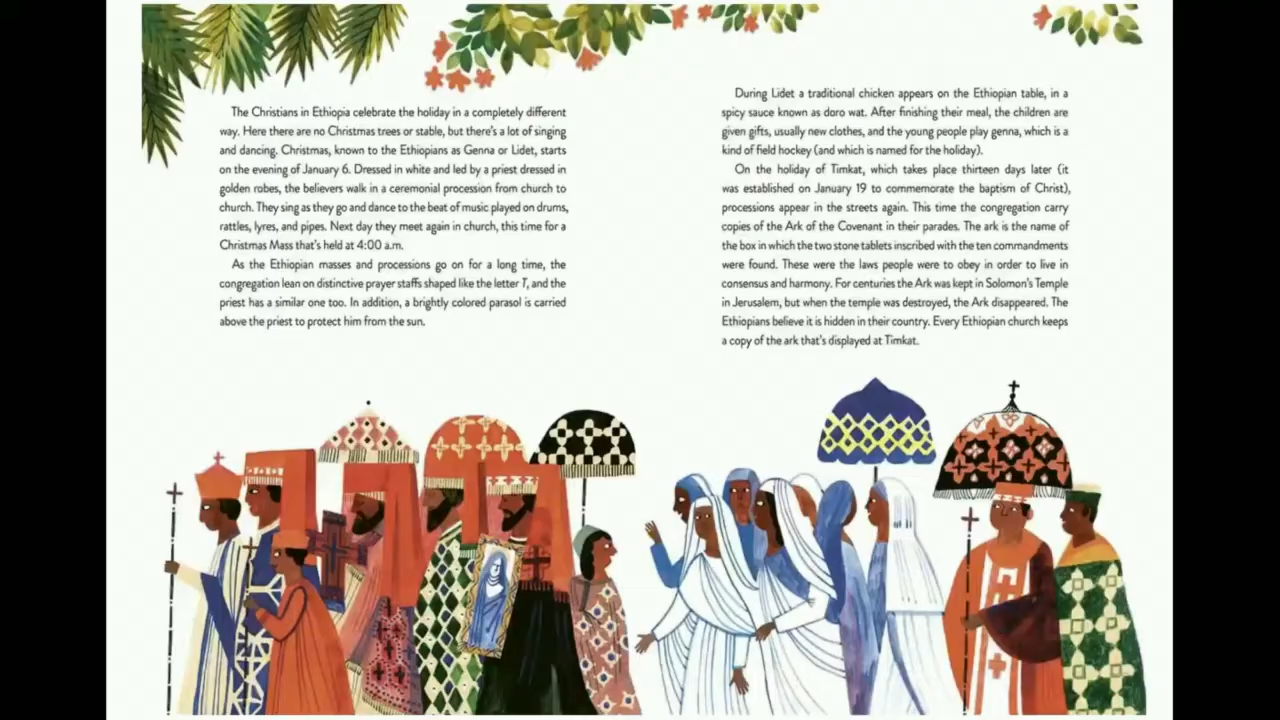 The Christians in Ethiopia celebrate the holiday in a completely different
way. Here there are no Christmas trees or stable, but there's a lot of singing
and dancing. Christmas, known to the Ethiopians as Genna or Lidet, starts
on the evening of January 6. Dressed in white and led by a priest dressed in
golden robes, the believers walk in a ceremonial procession from church to
church. They sing as they go and dance to the beat of music played on drums,
rattles, lyres, and pipes. Next day they meet again in church, this time for a
Christmas Mass that's held at 4:00 a.m.
As the Ethiopian masses and processions go on for a long time, the
congregation lean on distinctive prayer staffs shaped like the letter T, and the
priest has a similar one too. In addition, a brightly colored parasol is carried
above the priest to protect him from the sun.
During Lidet a traditional chicken appears on the Ethiopian table, in a
spicy sauce known as doro wat. After finishing their meal, the children are
given gifts, usually new clothes, and the young people play genna, which is a
kind of field hockey (and which is named for the holiday).
On the holiday of Timkat, which takes place thirteen days later (it
was established on January 19 to commemorate the baptism of Christ),
processions appear in the streets again. This time the congregation carry
copies of the Ark of the Covenant in their parades. The ark is the name of
the box in which the two stone tablets inscribed with the ten commandments
were found. These were the laws people were to obey in order to live in
consensus and harmony. For centuries the Ark was kept in Solomon's Temple
in Jerusalem, but when the temple was destroyed, the Ark disappeared. The
Ethiopians believe it is hidden in their country. Every Ethiopian church keeps
a copy of the ark that's displayed at Timkat.